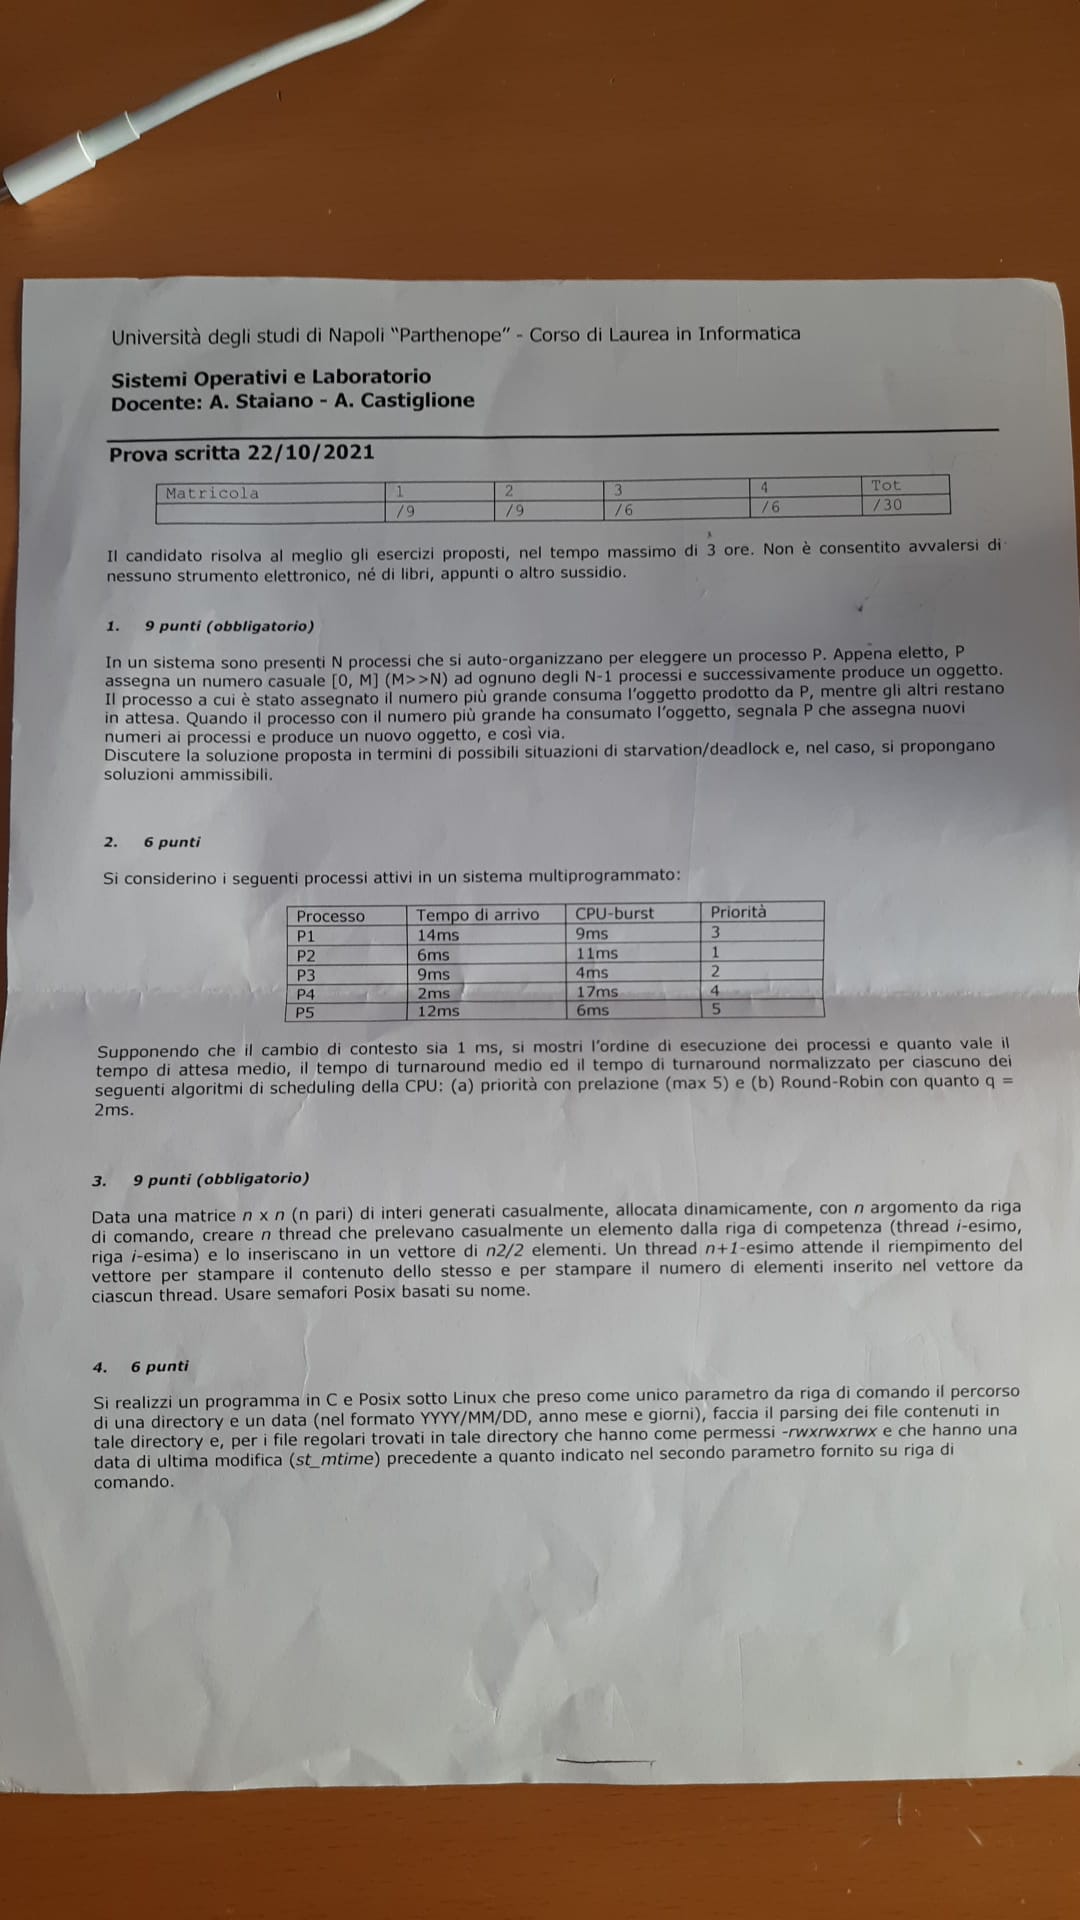 Università degli studi di Napoli “Parthenope” - Corso di Laurea in Informatica
Sistemi Operativi e Laboratorio
Docente: A. Staiano - A. Castiglione
Prova scritta 22/10/2021
Matricola 1 2 3 4 Tot
/9 /9 /6 /6 /30
Il candidato risolva al meglio gli esercizi proposti, nel tempo massimo di 3 ore. Non è consentito avvalersi di
nessuno strumento elettronico, né di libri, appunti o altro sussidio.
1. 9 punti (obbligatorio)
In un sistema sono presenti N processi che si auto-organizzano per eleggere un processo P. Appena eletto, P
assegna un numero casuale [0, M] (M>>N) ad ognuno degli N-1 processi e successivamente produce un oggetto.
Il processo a cui è stato assegnato il numero più grande consuma l’oggetto prodotto da P, mentre gli altri restano
in attesa. Quando il processo con il numero più grande ha consumato l’oggetto, segnala P che assegna nuovi
numeri ai processi e produce un nuovo oggetto, e così via.
Discutere la soluzione proposta in termini di possibili situazioni di starvation/deadlock e, nel caso, si propongano
soluzioni ammissibili.
2. 6 punti
Si considerino i seguenti processi attivi in un sistema multiprogrammato:
Processo Tempo di arrivo CPU-burst Priorità
P1 14ms 9ms 3
P2 6ms 11ms 1
P3 9ms 4ms 2
P4 2ms 17ms 4
P5 12ms 6ms 5
Supponendo che il cambio di contesto sia 1 ms, si mostri l’ordine di esecuzione dei processi e quanto vale il
tempo di attesa medio, il tempo di turnaround medio ed il tempo di turnaround normalizzato per ciascuno dei
seguenti algoritmi di scheduling della CPU: (a) priorità con prelazione (max 5) e (b) Round-Robin con quanto q =
2ms.
3. 9 punti (obbligatorio)
Data una matrice n x n (n pari) di interi generati casualmente, allocata dinamicamente, con n argomento da riga
di comando, creare n thread che prelevano casualmente un elemento dalla riga di competenza (thread i-esimo,
riga i-esima) e lo inseriscano in un vettore di n2/2 elementi. Un thread n+1-esimo attende il riempimento del
vettore per stampare il contenuto dello stesso e per stampare il numero di elementi inserito nel vettore da
ciascun thread. Usare semafori Posix basati su nome.
4. 6 punti
Si realizzi un programma in C e Posix sotto Linux che preso come unico parametro da riga di comando il percorso
di una directory e un data (nel formato YYYY/MM/DD, anno mese e giorni), faccia il parsing dei file contenuti in
tale directory e, per i file regolari trovati in tale directory che hanno come permessi -rwxrwxrwx e che hanno una
data di ultima modifica (st_mtime) precedente a quanto indicato nel secondo parametro fornito su riga di
comando.